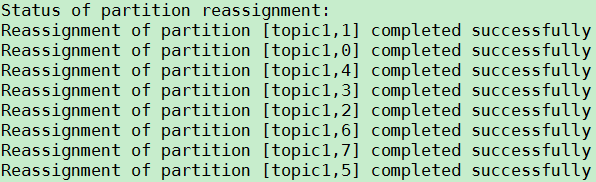 Status of partition reassignment:
Reassignment of partition [topic1,1] completed successfully
Reassignment of partition [topic1,0] completed successfully
Reassignment of partition [topic1,4] completed successfully
Reassignment of partition [topic1,3] completed successfully
Reassignment of partition [topic1,2] completed successfully
Reassignment of partition [topic1,6] completed successfully
Reassignment of partition [topic1,7] completed successfully
Reassignment of partition [topic1,5] completed successfully